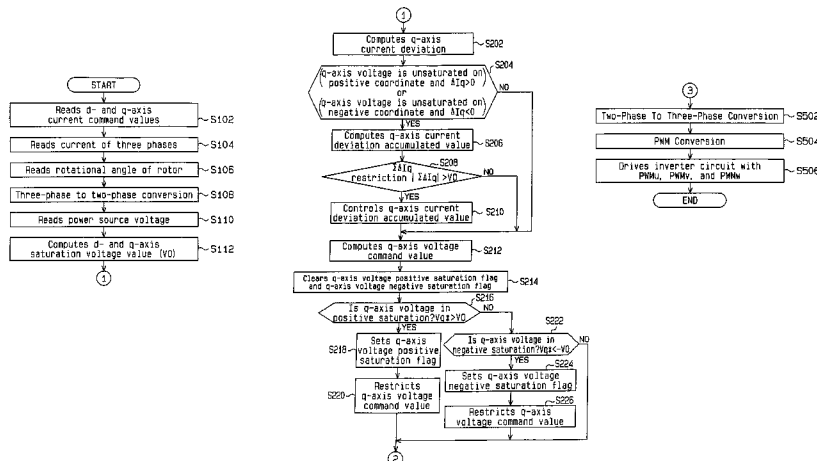 START
Reads d- and q-axis
current command values
S102
Reads current of three phases
S104
Reads rotational angle of rotor
S106
Three-phase to two-phase conversion
S108
Reads power source voltage
S110
Computes d- and q-axis
saturation voltage value (VO)
S112
1
1
Computes q-axis
current deviation
S202
S204
q-axis voltage is unsaturated on
positive coordinate and ΔIq>0
or
q-axis voltage is unsaturated on
negative coordinate and ΔIq<0
NO
YES
Computes q-axis current
deviation accumulated value
S206
S208
ΣΔIq
restriction |ΣΔIq|>VO
NO
YES
Controls q-axis current
deviation accumulated value
S210
Computes q-axis voltage
command value
S212
Clears q-axis voltage positive saturation flag
and q-axis voltage negative saturation flag
S214
S216
Is q-axis voltage in
positive saturation?Vq*>VO
NO
YES
S218
Sets q-axis
voltage positive
saturation flag
S220
Restricts
q-axis voltage
command value
S222
Is q-axis voltage in
negative saturation?Vq*<-VO
NO
YES
S224
Sets q-axis voltage
negative saturation flag
S226
Restricts q-axis
voltage command value
2
3
Two-Phase To Three-Phase Conversion
S502
PWM Conversion
S504
Drives inverter circuit with
PWMu, PWMv, and PWMw
S506
END